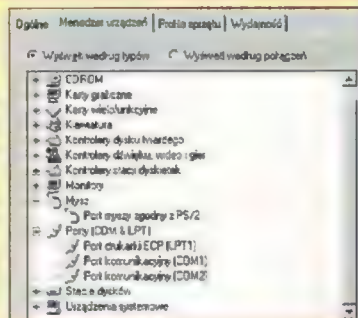 Ogólne Menedżer urządzeń Profile sprzętu Wydajność
Wyświetl według typów Wyświetl według połączeń
CDROM
Karty graficzne
Karty wielofunkcyjne
Klawiatura
Kontrolery dysku twardego
Kontrolery dźwięku, wideo i gier
Kontrolery stacji dyskietek
Monitory
Mysz
Port myszy zgodny z PS/2
Porty (COM & LPT)
Port drukarki ECP (LPT1)
Port komunikacyjny (COM1)
Port komunikacyjny (COM2)
Stacje dysków
Urządzenia systemowe